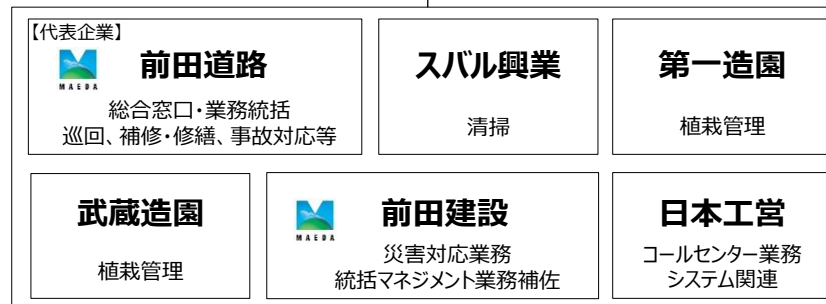 【代表企業】
MAEDA
前田道路
総合窓口・業務統括
巡回、補修・修繕、事故対応等
スバル興業
清掃
第一造園
植栽管理
武蔵造園
植栽管理
MAEDA
前田建設
災害対応業務
統括マネジメント業務補佐
日本工営
コールセンター業務
システム関連